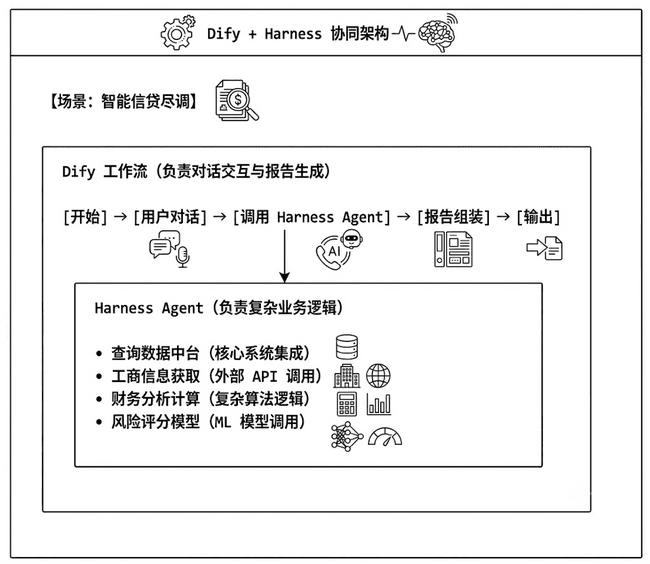 Dify + Harness 协同架构
【场景：智能信贷尽调】
Dify 工作流（负责对话交互与报告生成）
[开始] → [用户对话] → [调用 Harness Agent] → [报告组装] → [输出]
AI
Harness Agent（负责复杂业务逻辑）
• 查询数据中台（核心系统集成）
• 工商信息获取（外部 API 调用）
• 财务分析计算（复杂算法逻辑）
• 风险评分模型（ML 模型调用）